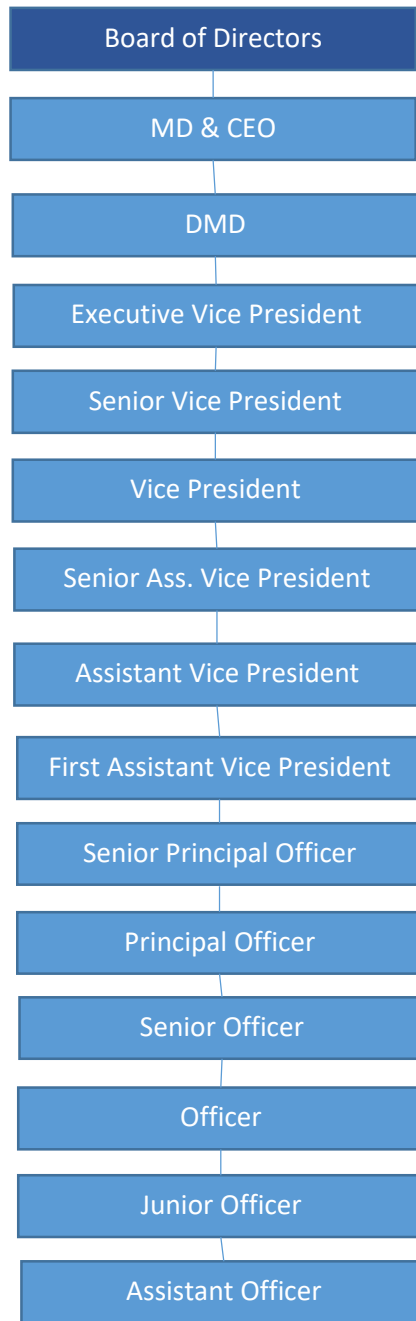 Board of Directors
MD & CEO
DMD
Executive Vice President
Senior Vice President
Vice President
Senior Ass. Vice President
Assistant Vice President
First Assistant Vice President
Senior Principal Officer
Principal Officer
Senior Officer
Officer
Junior Officer
Assistant Officer